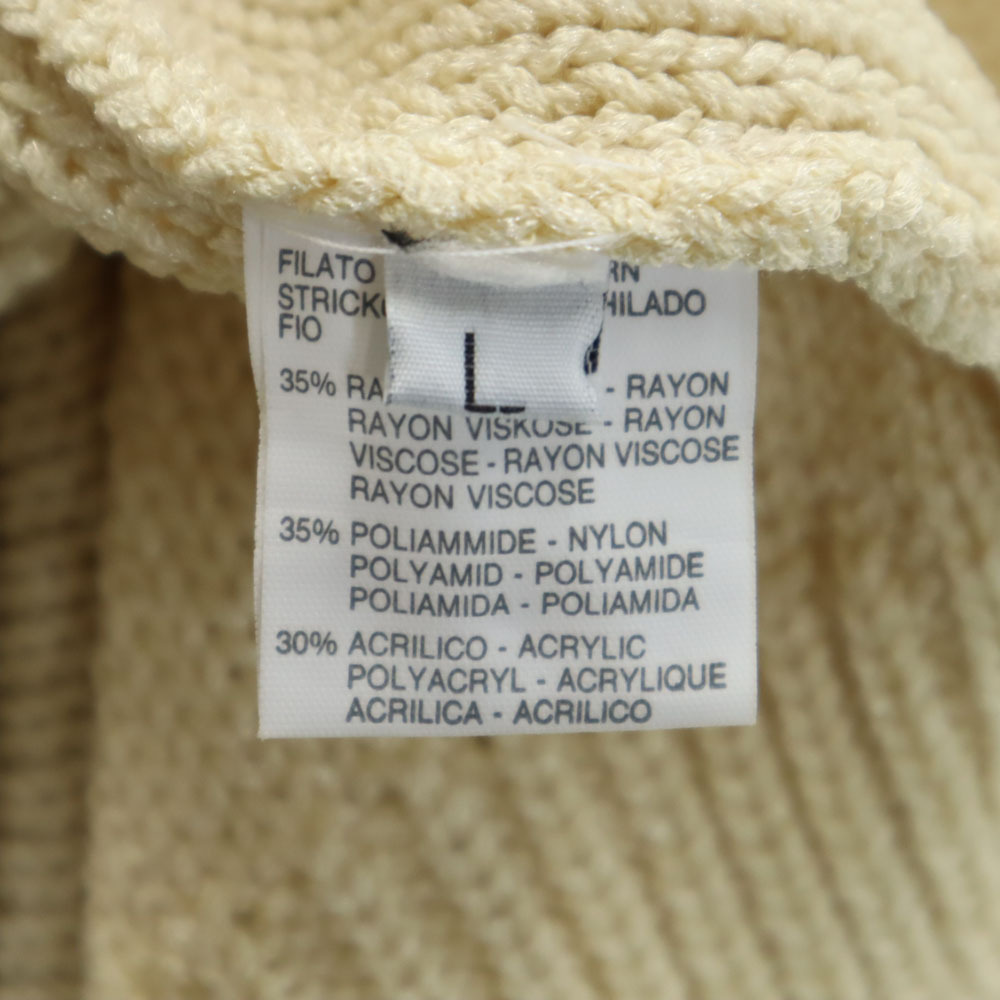 FILATO
STRICK HILADO
FIO
L
35% RA - RAYON
RAYON VISKOSE - RAYON
VISCOSE - RAYON VISCOSE
RAYON VISCOSE
35% POLIAMMIDE - NYLON
POLYAMID - POLYAMIDE
POLIAMIDA - POLIAMIDA
30% ACRILICO - ACRYLIC
POLYACRYL - ACRYLIQUE
ACRILICA - ACRILICO